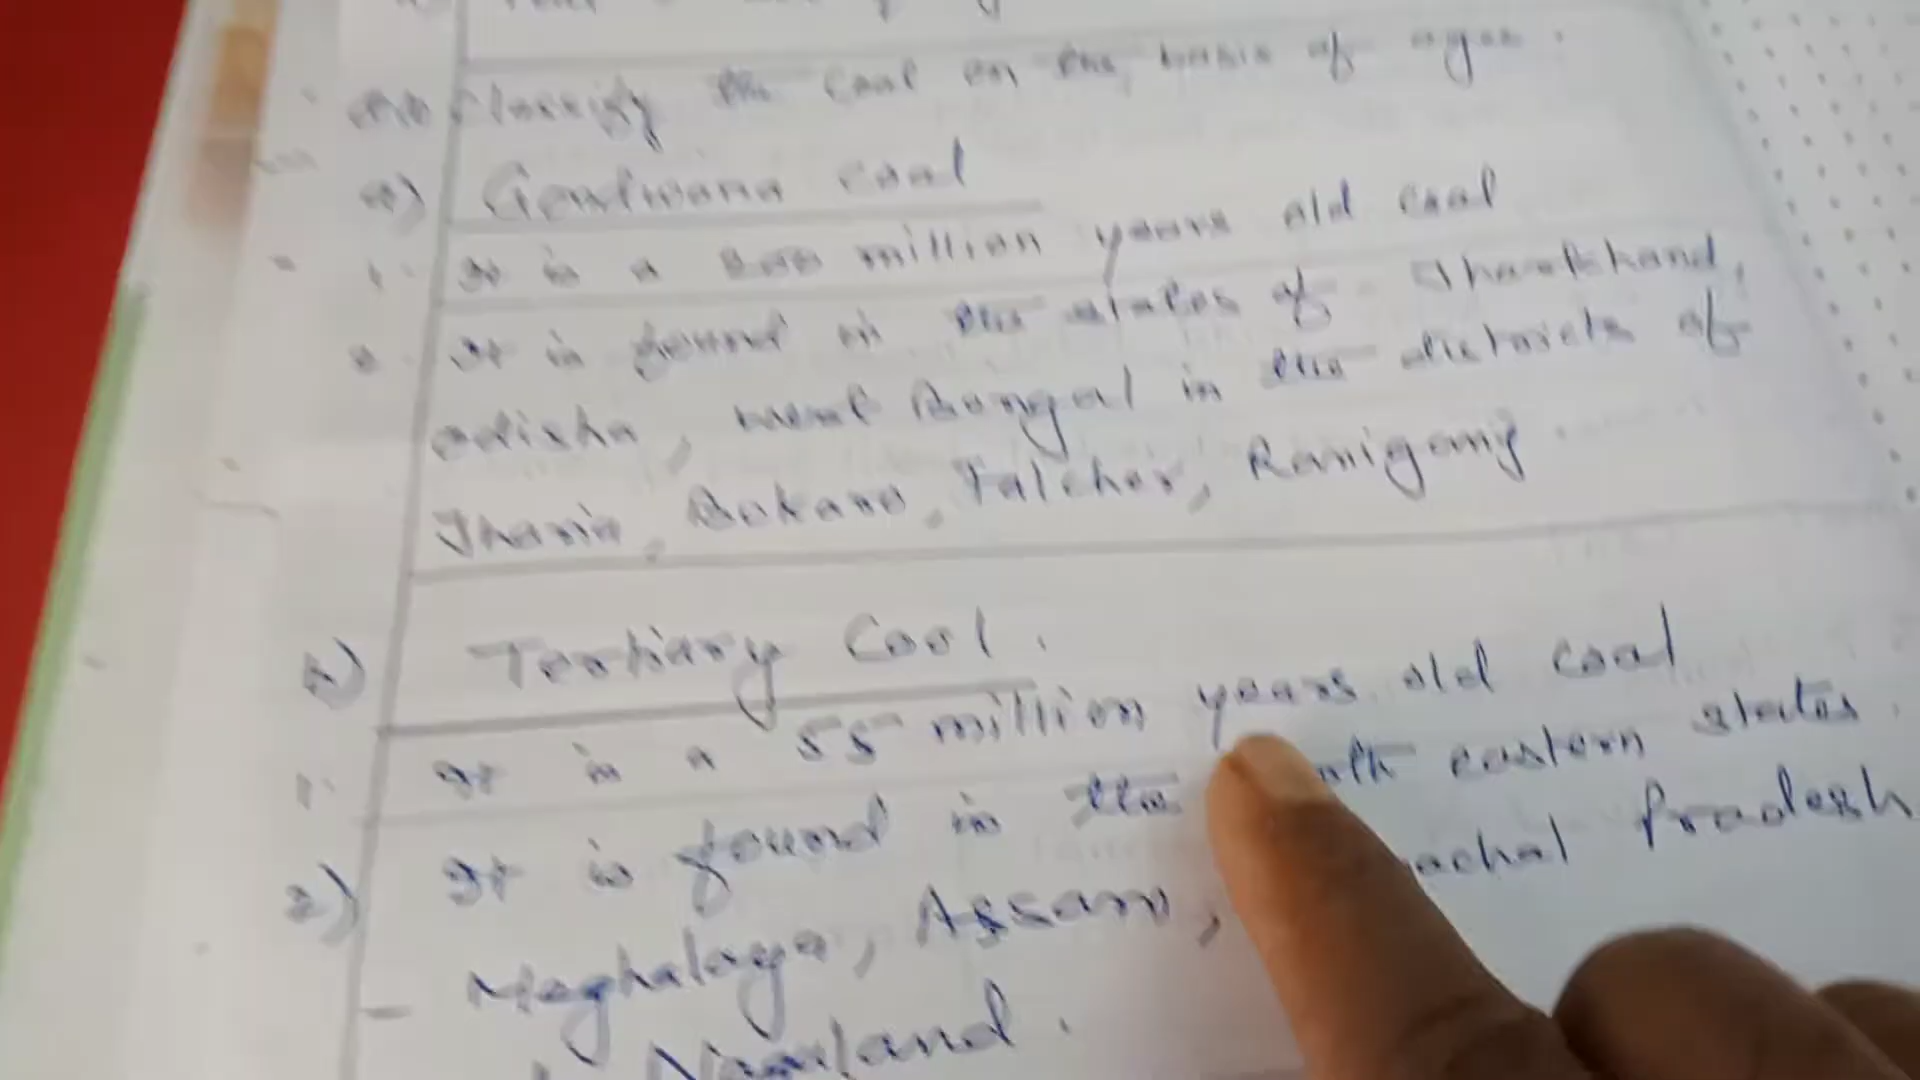 Classify the coal on the basis of ages.
a) Gondwana coal
1. It is a 200 million years old coal
2. It is found in the states of Jharkhand,
odisha, west Bengal in the districts of
Jharia, Bokaro, Talcher, Raniganj.
b) Tertiary Coal.
1. It is a 55 million years old coal
2) It is found in the eastern states.
- Meghalaya, Assam, achal Pradesh
Nagaland.